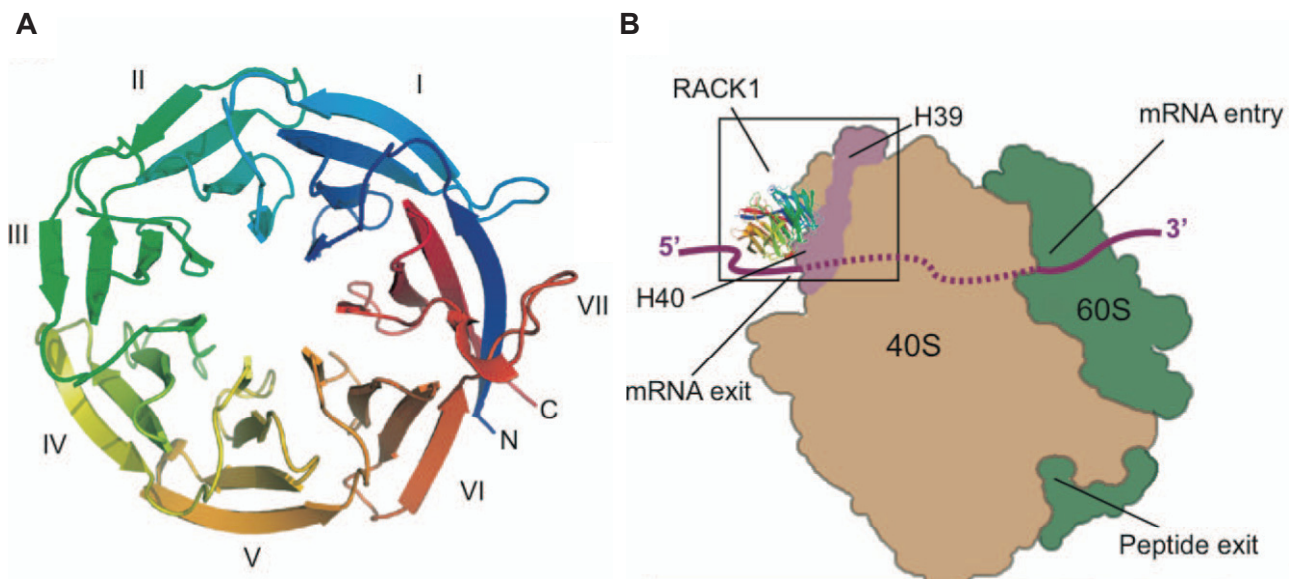 A
II
I
III
VII
C
N
IV
VI
V
B
RACK1
H39
mRNA entry
5’
3’
H40
60S
40S
mRNA exit
Peptide exit